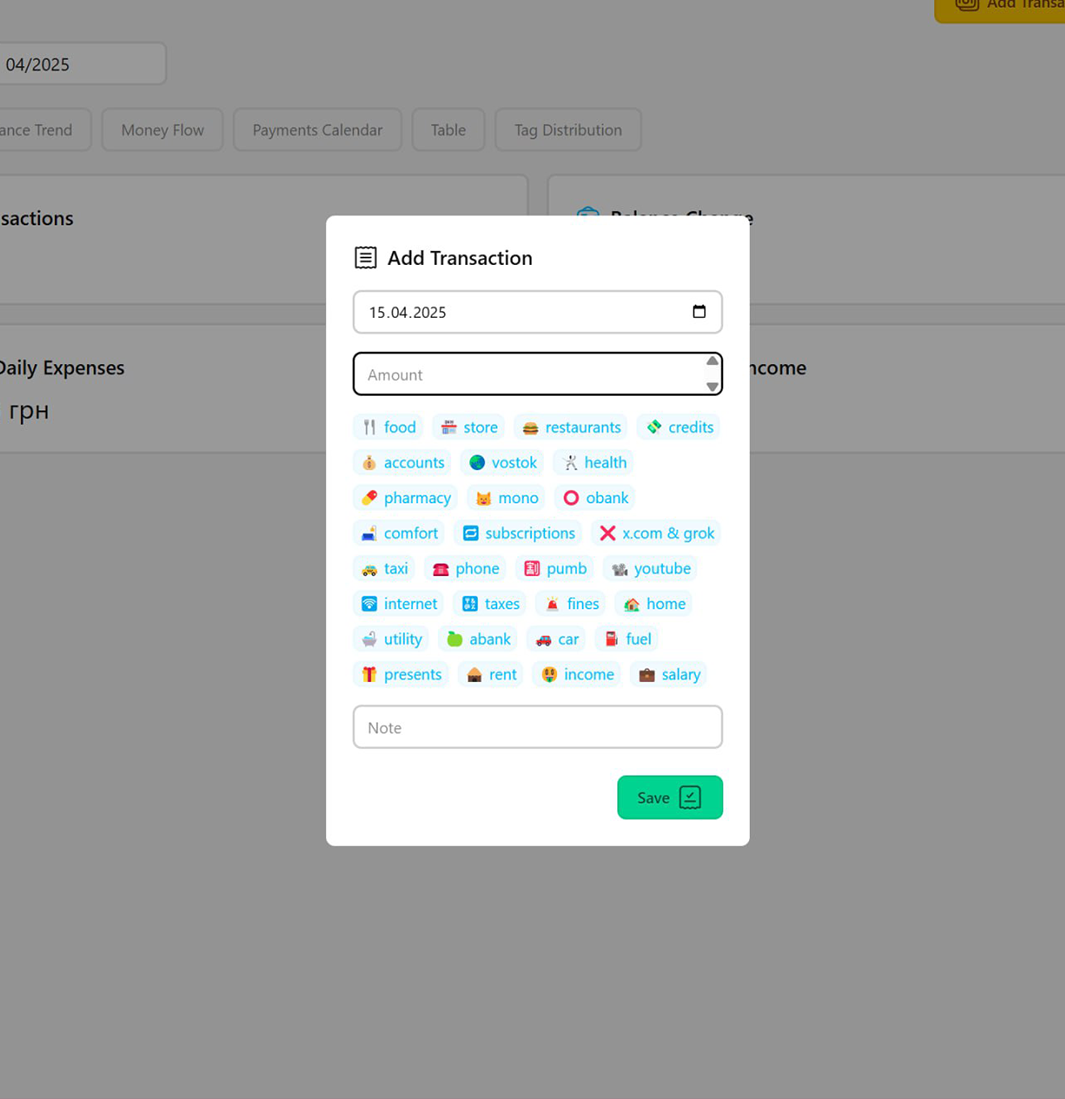 Add Transa
04/2025
ance Trend Money Flow Payments Calendar Table Tag Distribution
sactions Balance Change
Add Transaction
15.04.2025
Daily Expenses ncome
Amount
грн
food store restaurants credits
accounts vostok health
pharmacy mono obank
comfort subscriptions x.com & grok
taxi phone 割 pumb youtube
internet taxes fines home
utility abank car fuel
presents rent income salary
Note
Save